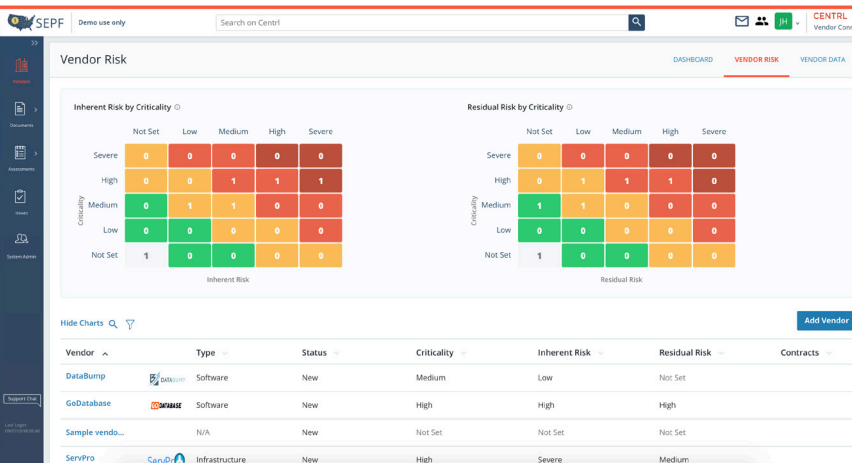 SEPF
Demo use only
Search on Centrl
JH
CENTRL
Vendor Conn
Vendor Risk
DASHBOARD
VENDOR RISK
VENDOR DATA
Documents
Assessments
Issues
System Admin
Support Chat
Last Login
Inherent Risk by Criticality
Not Set Low Medium High Severe
Severe 0 0 0 0 0
High 0 0 1 1 1
Medium 0 1 1 0 0
Low 0 0 0 0 0
Not Set 1 0 0 0 0
Criticality
Inherent Risk
Residual Risk by Criticality
Not Set Low Medium High Severe
Severe 0 0 0 0 0
High 0 1 1 1 0
Medium 1 1 0 0 0
Low 0 0 0 0 0
Not Set 1 0 0 0 0
Criticality
Residual Risk
Hide Charts
Add Vendor
Vendor Type Status Criticality Inherent Risk Residual Risk Contracts
DataBump DATABUMP Software New Medium Low Not Set
GoDatabase GODATABASE Software New High High High
Sample vendo... N/A New Not Set Not Set Not Set
ServPro ServPro Infrastructure New High Severe Medium